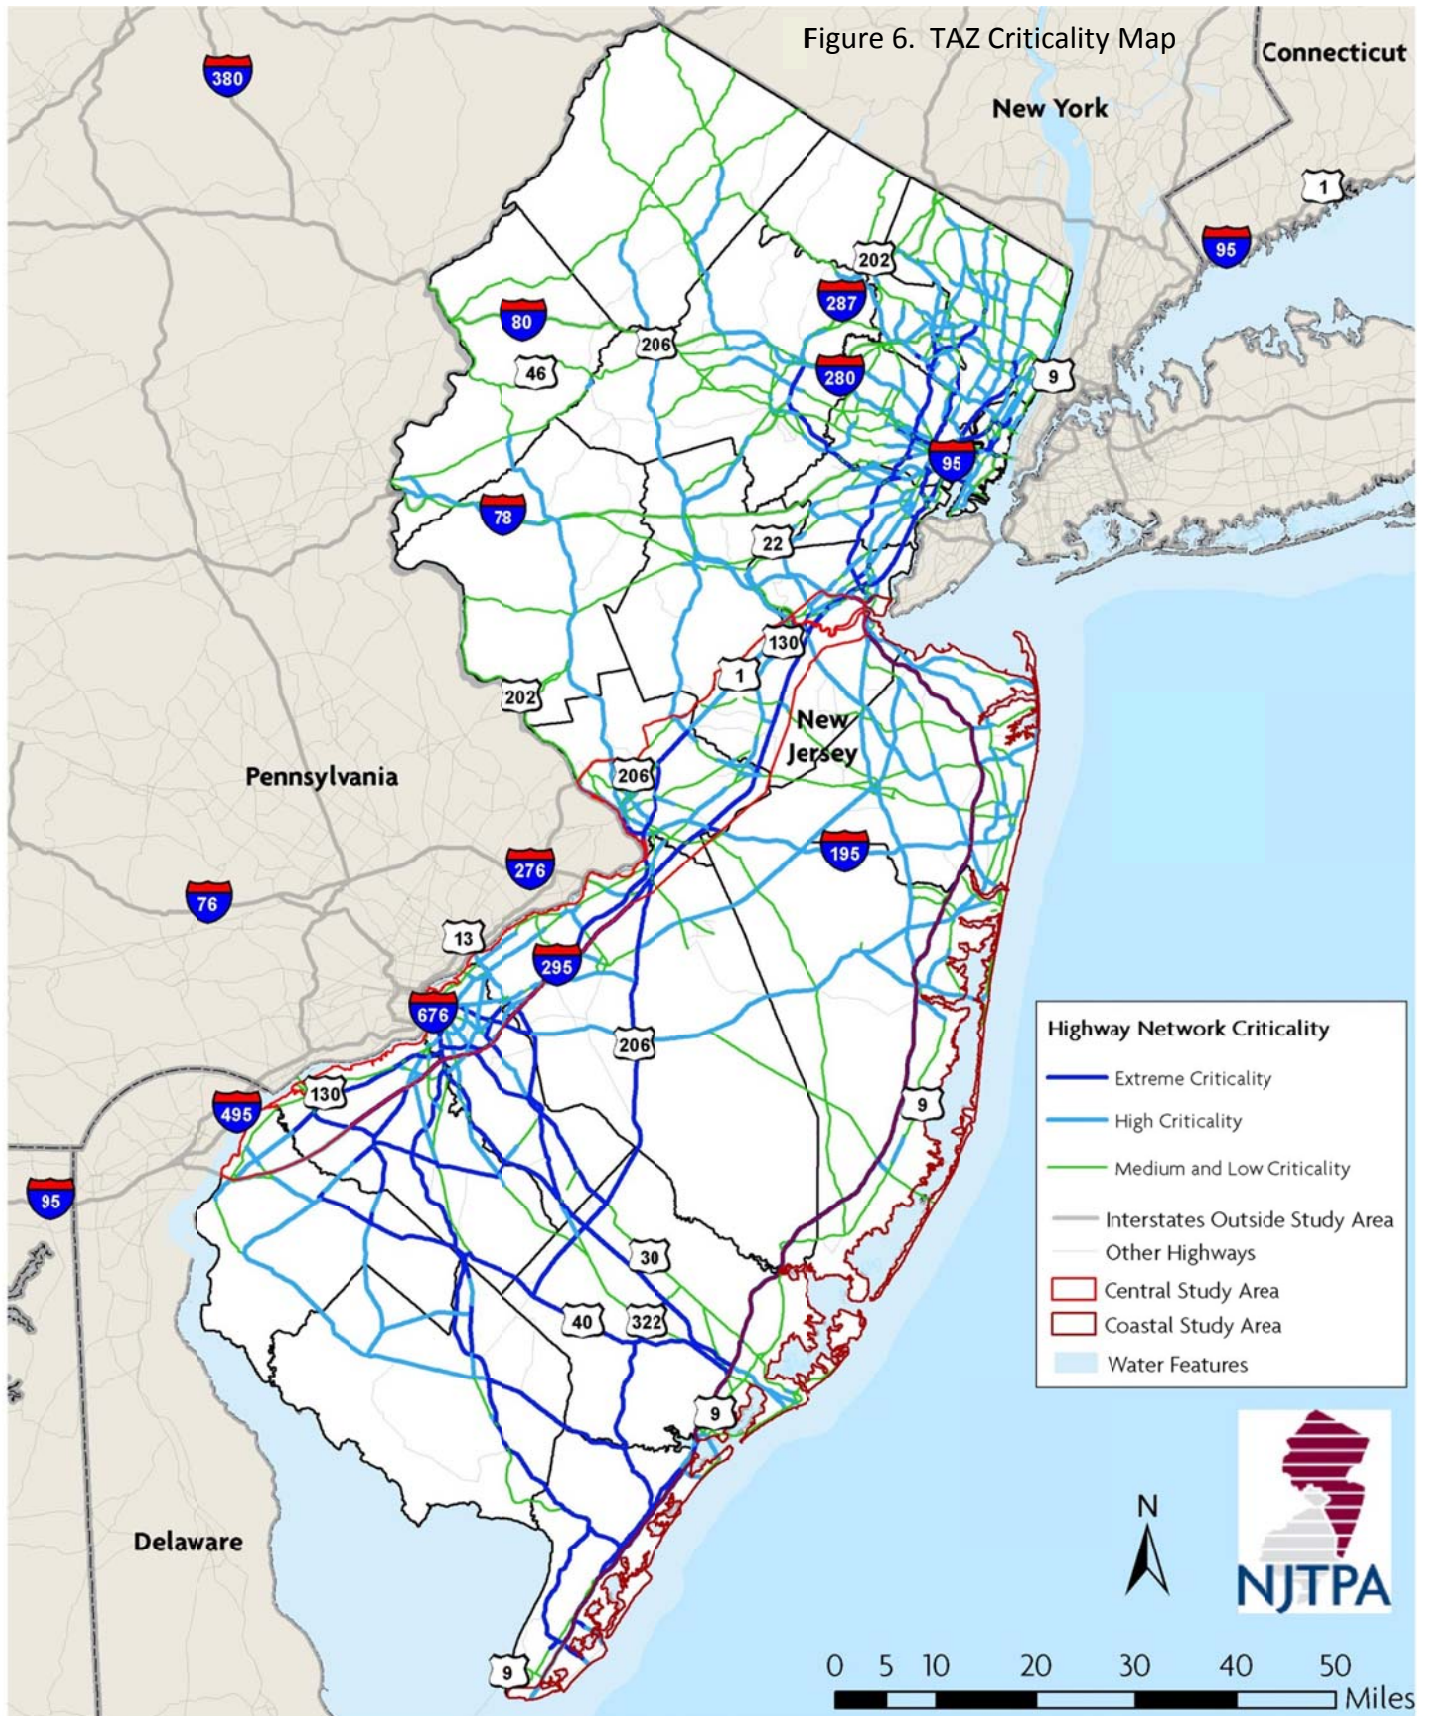 Figure 6. TAZ Criticality Map
Connecticut
380
New York
1
95
202
287
80
206
46
280
9
95
78
22
130
1
202
New
Jersey
Pennsylvania
206
195
276
76
13
295
676
206
Highway Network Criticality
Extreme Criticality
High Criticality
Medium and Low Criticality
Interstates Outside Study Area
Other Highways
Central Study Area
Coastal Study Area
Water Features
130
495
9
95
30
40
322
9
Delaware
N
NJTPA
9
0 5 10 20 30 40 50
Miles